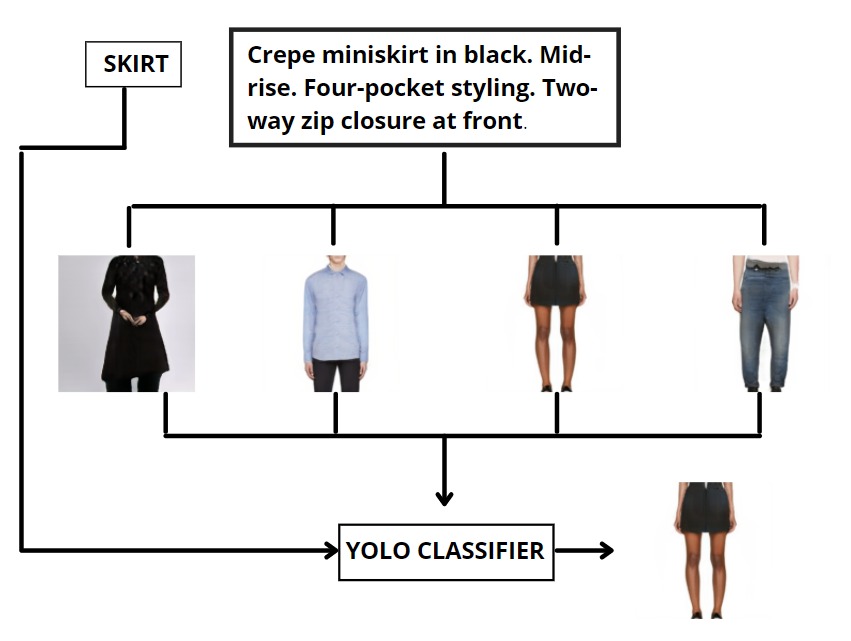 SKIRT
Crepe miniskirt in black. Mid-
rise. Four-pocket styling. Two-
way zip closure at front.
YOLO CLASSIFIER